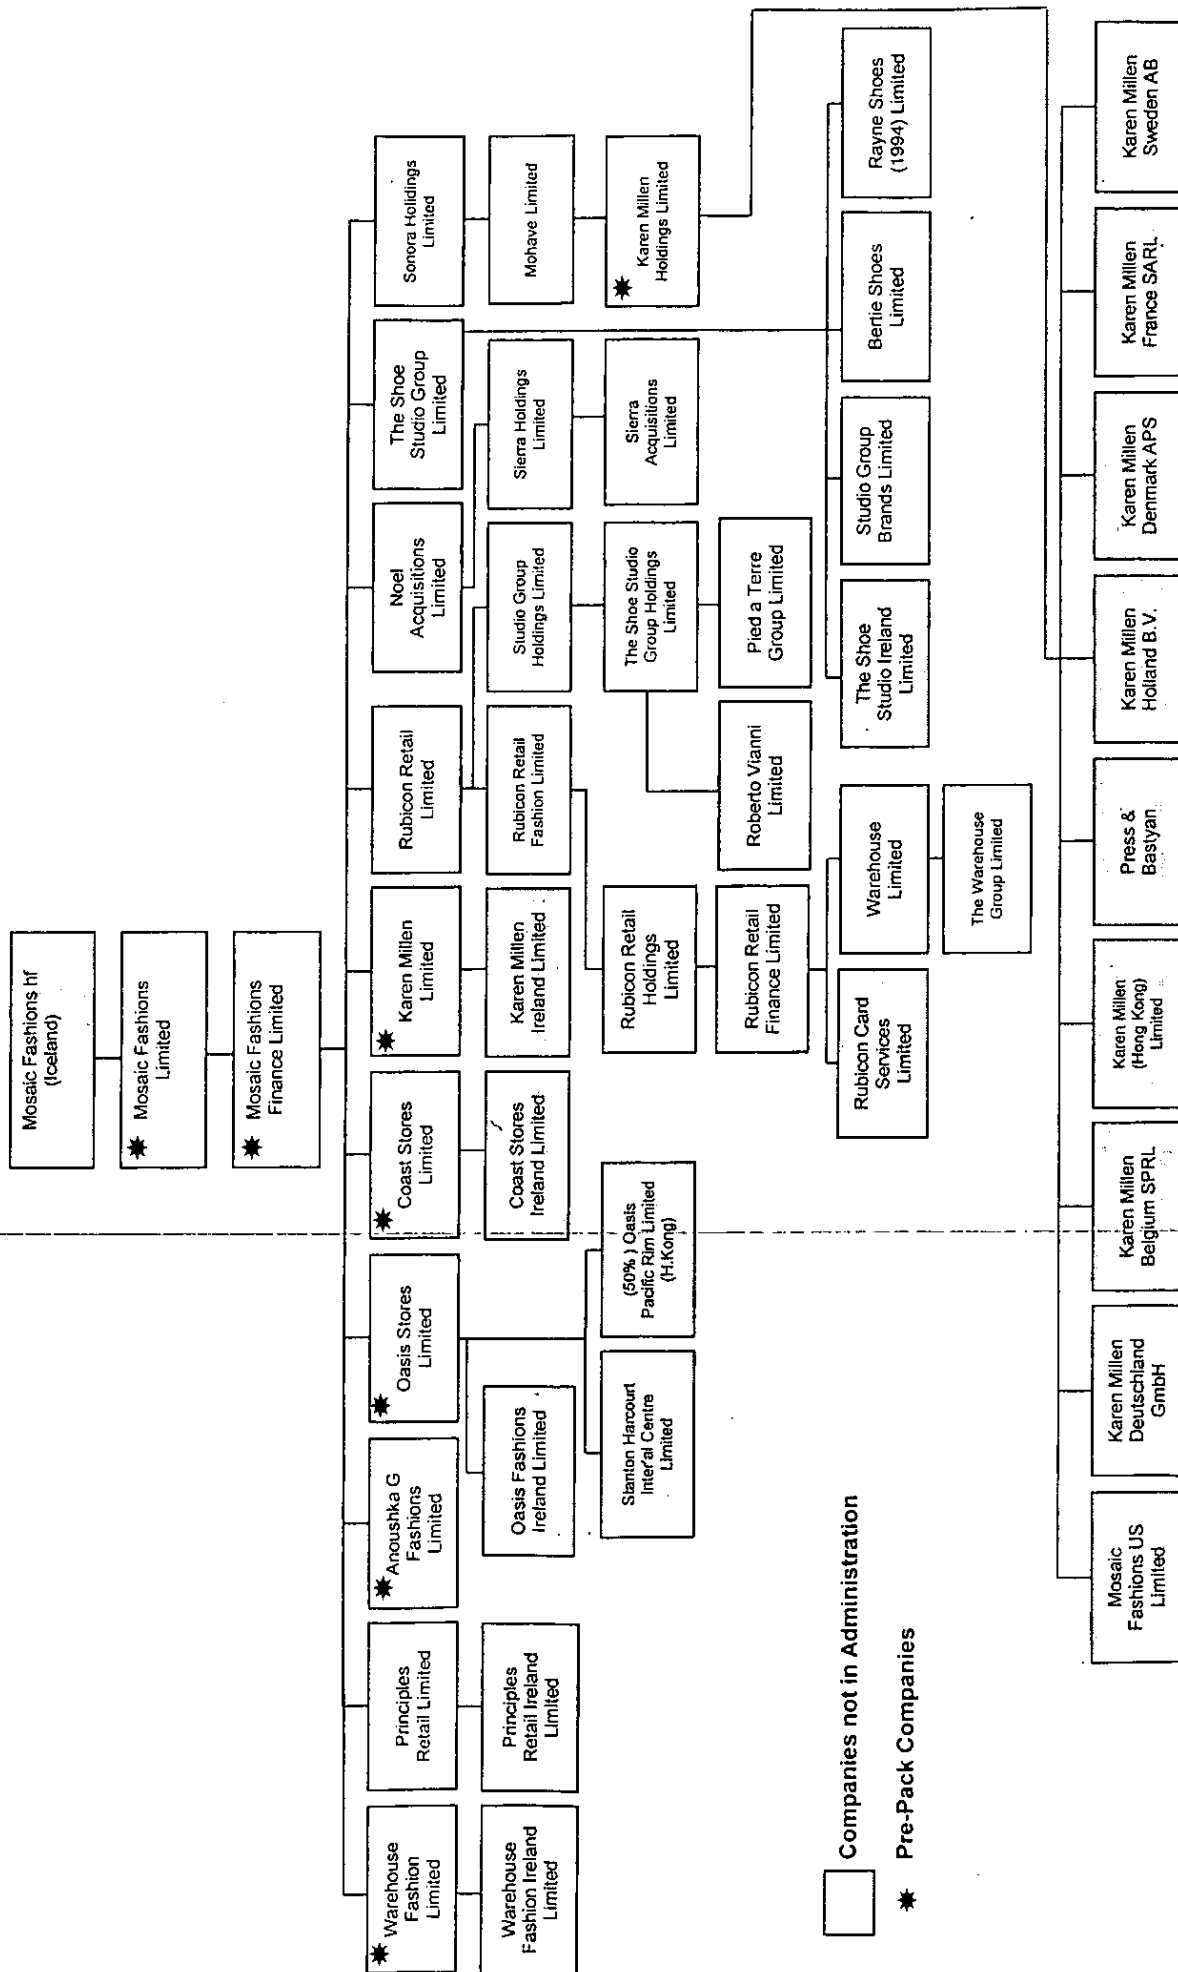 Mosaic Fashions hf
(Iceland)
Mosaic Fashions
Limited
Mosaic Fashions
Finance Limited
Warehouse
Fashion
Limited
Principles
Retail Limited
Anoushka G
Fashions
Limited
Oasis Stores
Limited
Coast Stores
Limited
Karen Millen
Limited
Rubicon Retail
Limited
Noel
Acquisitions
Limited
The Shoe
Studio Group
Limited
Sonora Holidings
Limited
Warehouse
Fashion Ireland
Limited
Principles
Retail Ireland
Limited
Oasis Fashions
Ireland Limited
Coast Stores
Ireland Limited
Karen Millen
Ireland Limited
Rubicon Retail
Fashion Limited
Studio Group
Holdings Limited
Sierra Holdings
Limited
Mohave Limited
Stanton Harcourt
Inter'al Centre
Limited
(50% ) Oasis
Pacific Rim Limited
(H.Kong)
Rubicon Retail
Holdings
Limited
The Shoe Studio
Group Holdings
Limited
Sierra
Acquisitions
Limited
Karen Millen
Holdings Limited
Rubicon Retail
Finance Limited
Roberto Vianni
Limited
Pied a Terre
Group Limited
Rubicon Card
Services
Limited
Warehouse
Limited
The Shoe
Studio Ireland
Limited
Studio Group
Brands Limited
Bertie Shoes
Limited
Rayne Shoes
(1994) Limited
The Warehouse
Group Limited
Companies not in Administration
Pre-Pack Companies
Mosaic
Fashions US
Limited
Karen Millen
Deutschland
GmbH
Karen Millen
Belgium SPRL
Karen Millen
(Hong Kong)
Limited
Press &
Bastyan
Karen Millen
Holland B.V.
Karen Millen
Denmark APS
Karen Millen
France SARL
Karen Millen
Sweden AB